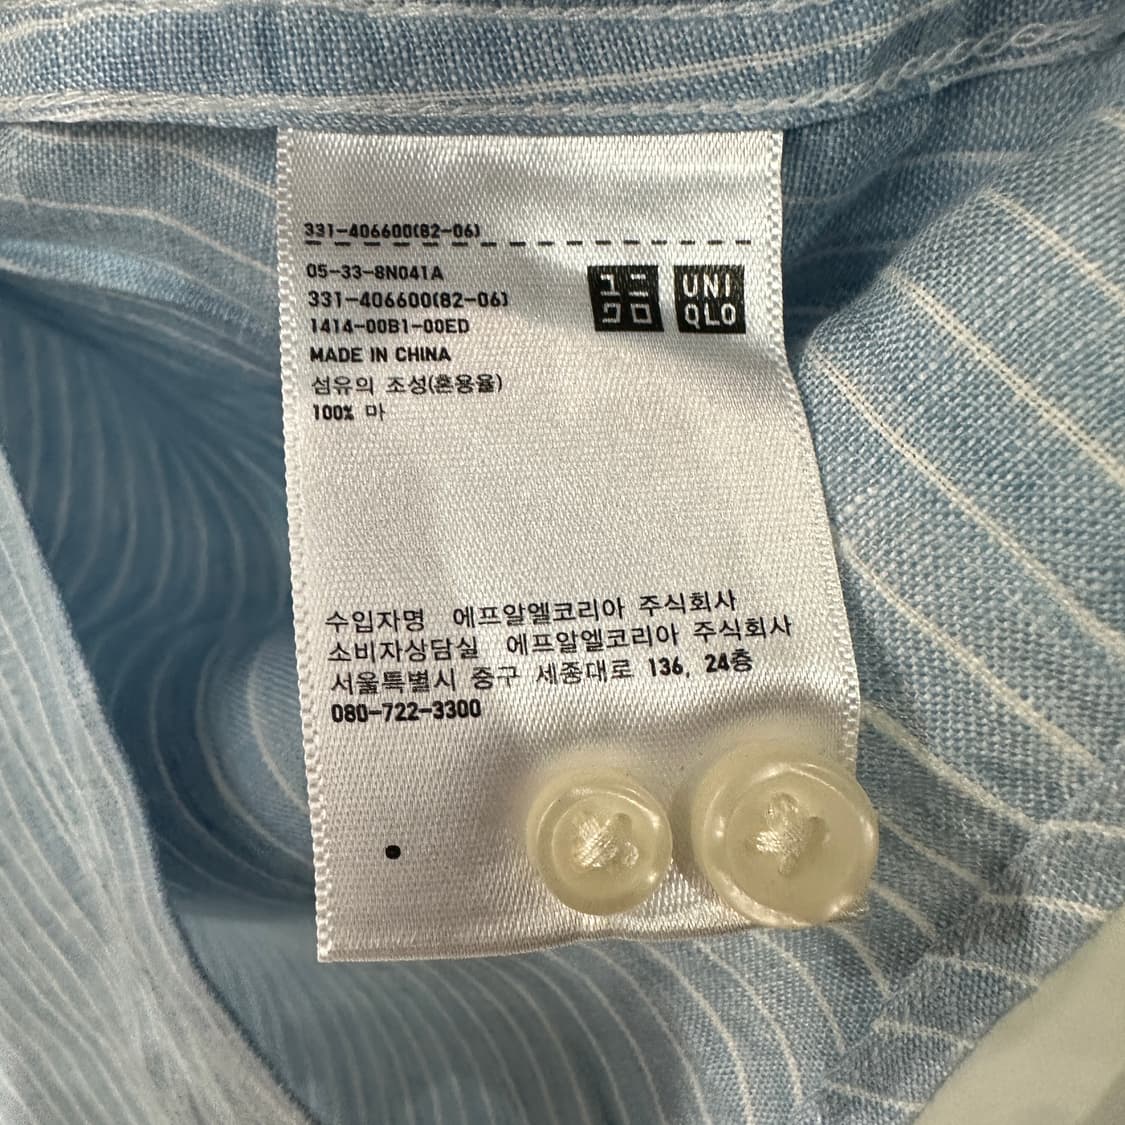 331-406600(82-06)
05-33-8N041A
331-406600(82-06)
1414-00B1-00ED
MADE IN CHINA
섬유의 조성(혼용율)
100% 마
ユニ
クロ
UNI
QLO
수입자명 에프알엘코리아 주식회사
소비자상담실 에프알엘코리아 주식회사
서울특별시 중구 세종대로 136, 24층
080-722-3300